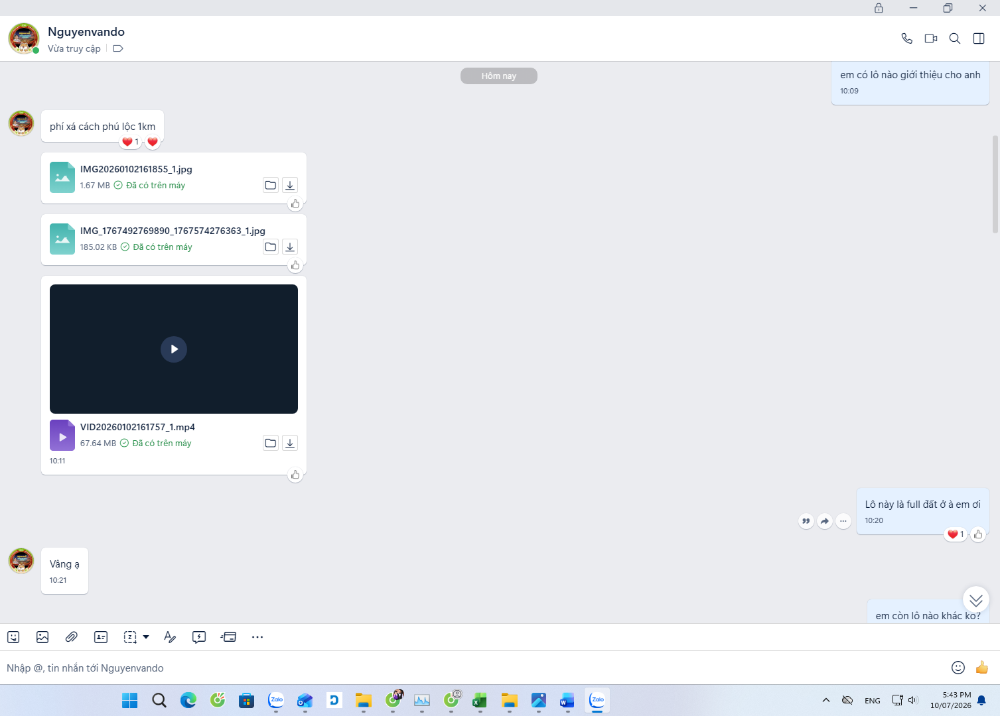 Nguyenvando
Vừa truy cập
Hôm nay
em có lô nào giới thiệu cho anh
10:09
phí xá cách phú lộc 1km
1
IMG20260102161855_1.jpg
1.67 MB Đã có trên máy
IMG_1767492769890_1767574276363_1.jpg
185.02 KB Đã có trên máy
VID20260102161757_1.mp4
67.64 MB Đã có trên máy
10:11
Lô này là full đất ở à em ơi
10:20
1
Vâng ạ
10:21
em còn lô nào khác ko?
Nhập @, tin nhắn tới Nguyenvando
Zalo
Zalo
ENG
5:43 PM
10/07/2026